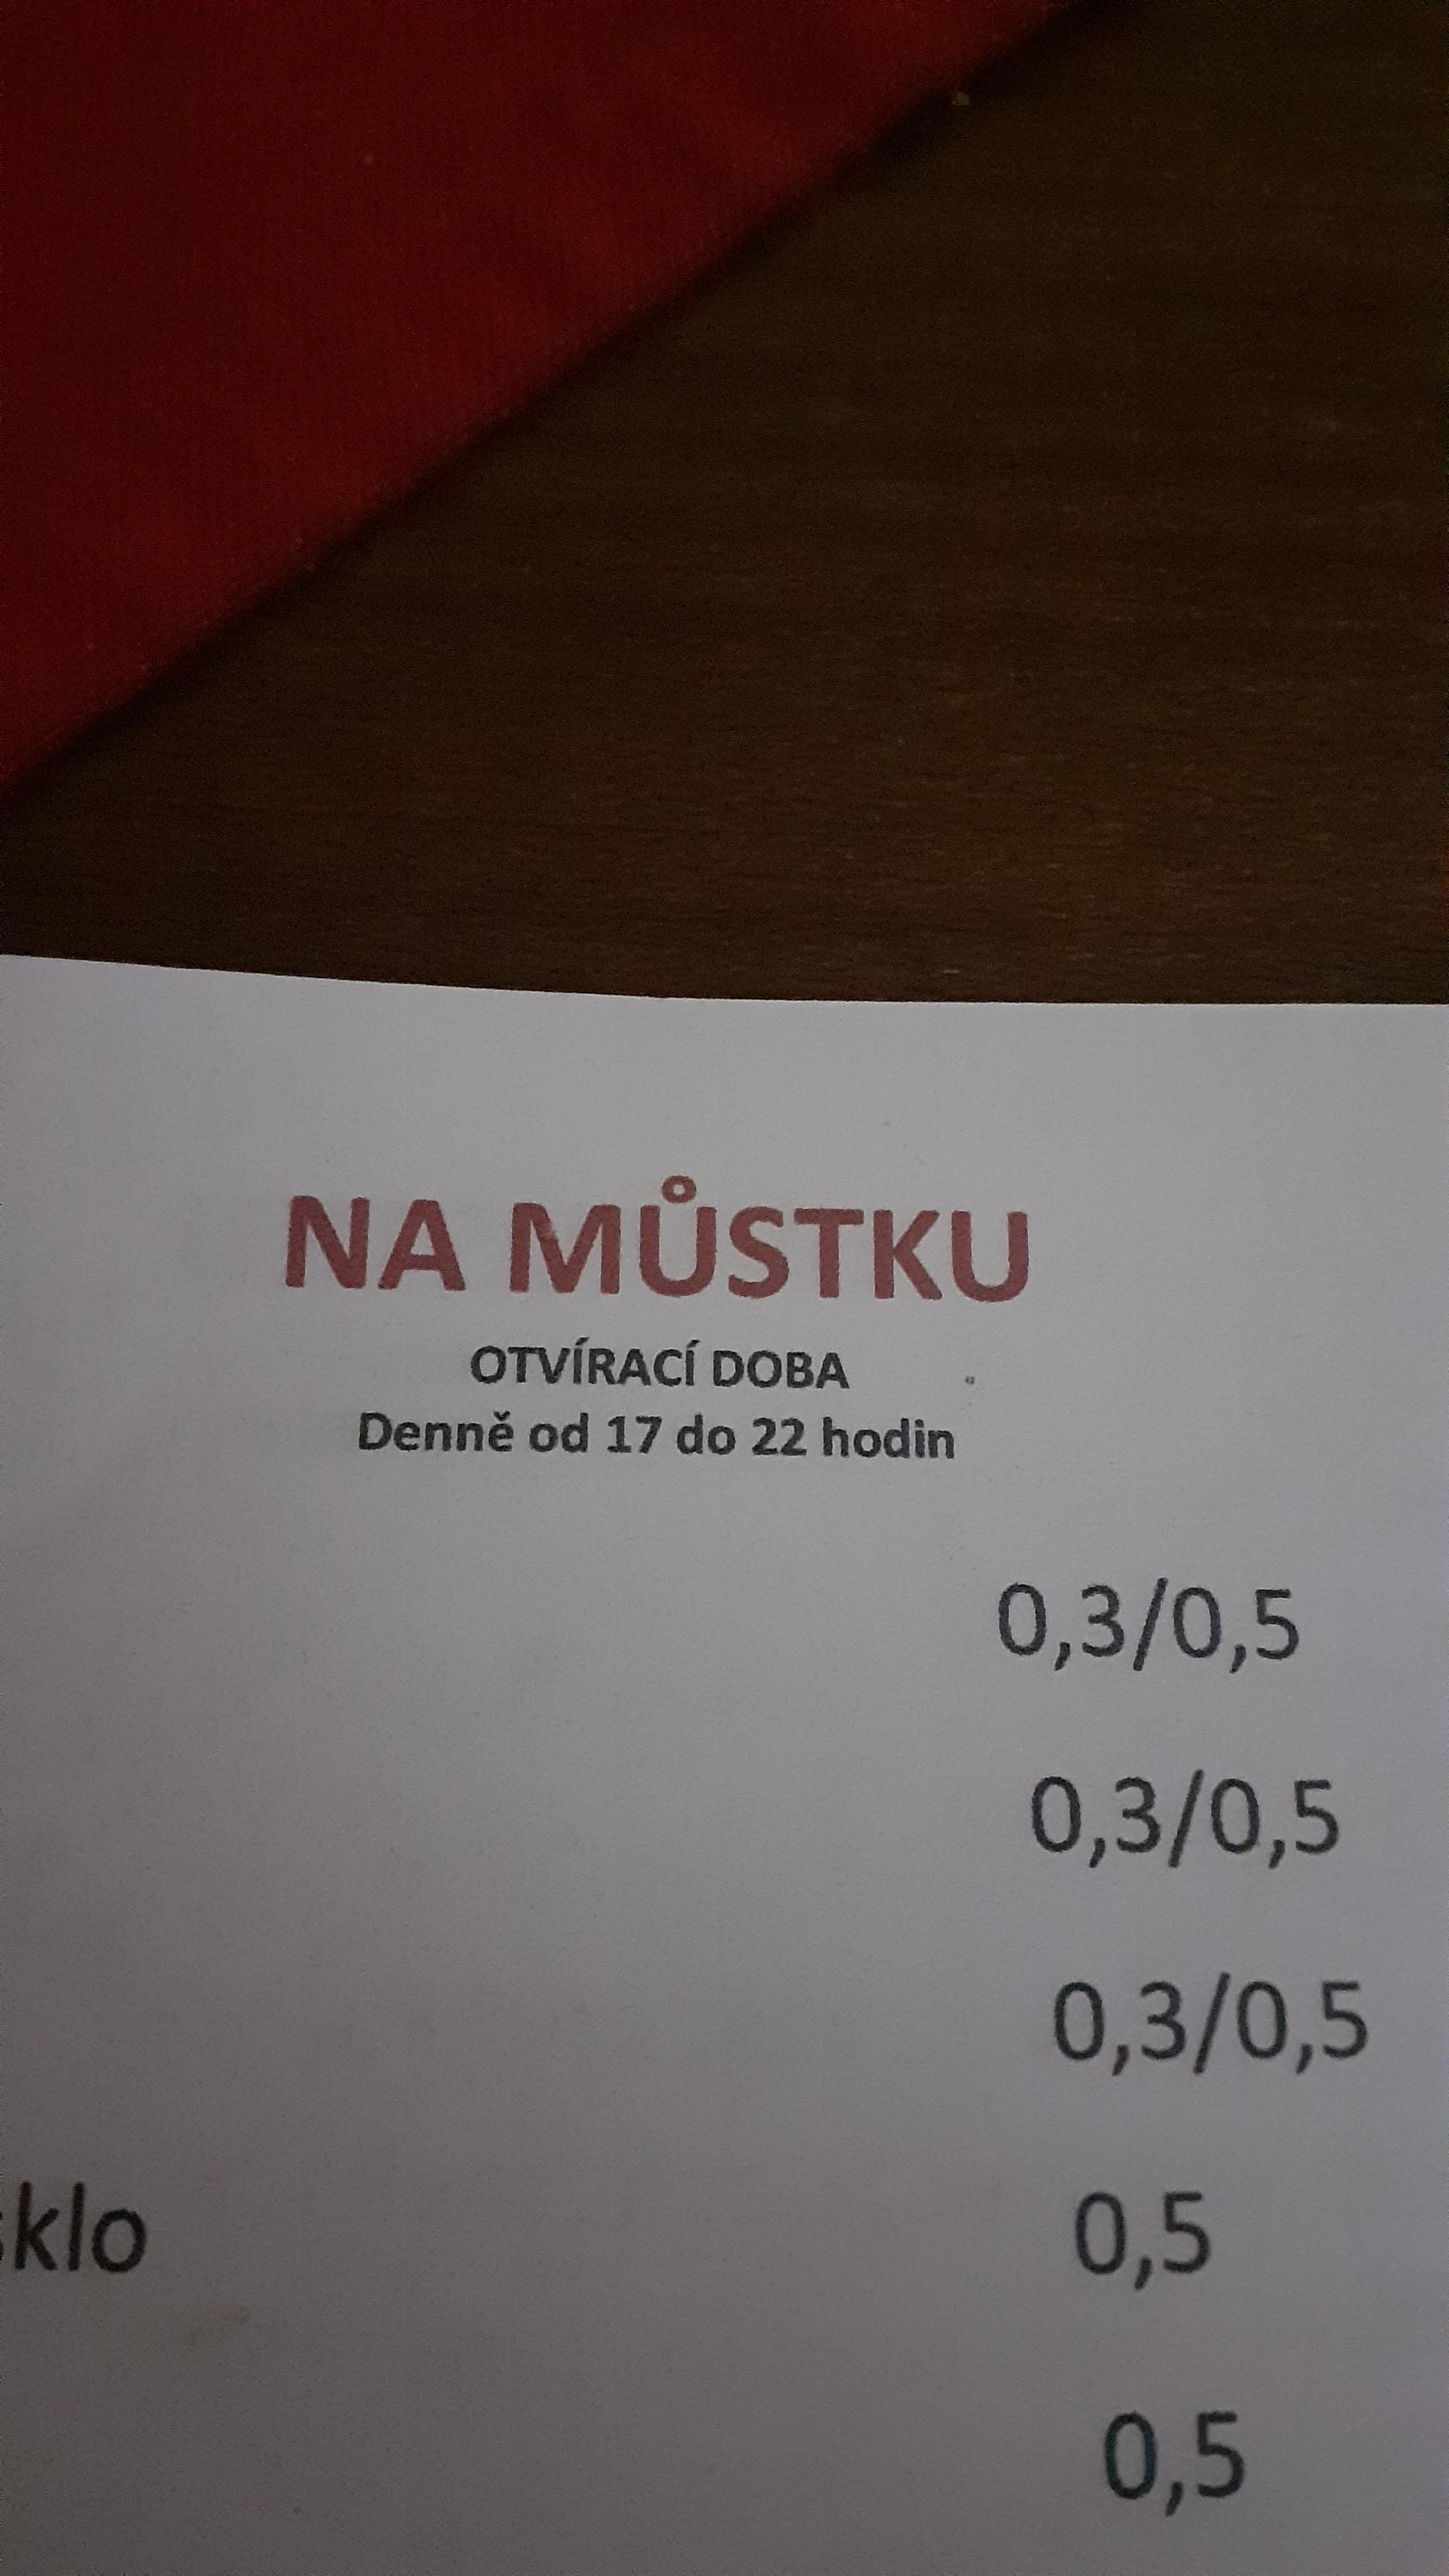 NA MŮSTKU
OTVÍRACÍ DOBA
Denně od 17 do 22 hodin
0,3/0,5
0,3/0,5
0,3/0,5
sklo 0,5
0,5